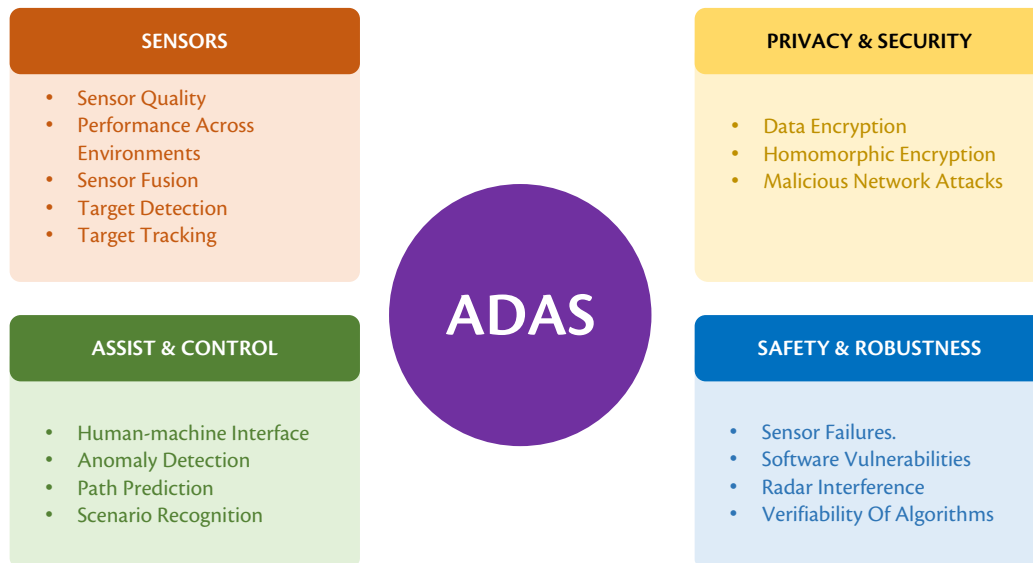 SENSORS
• Sensor Quality
• Performance Across
Environments
• Sensor Fusion
• Target Detection
• Target Tracking
PRIVACY & SECURITY
• Data Encryption
• Homomorphic Encryption
• Malicious Network Attacks
ADAS
ASSIST & CONTROL
• Human-machine Interface
• Anomaly Detection
• Path Prediction
• Scenario Recognition
SAFETY & ROBUSTNESS
• Sensor Failures.
• Software Vulnerabilities
• Radar Interference
• Verifiability Of Algorithms